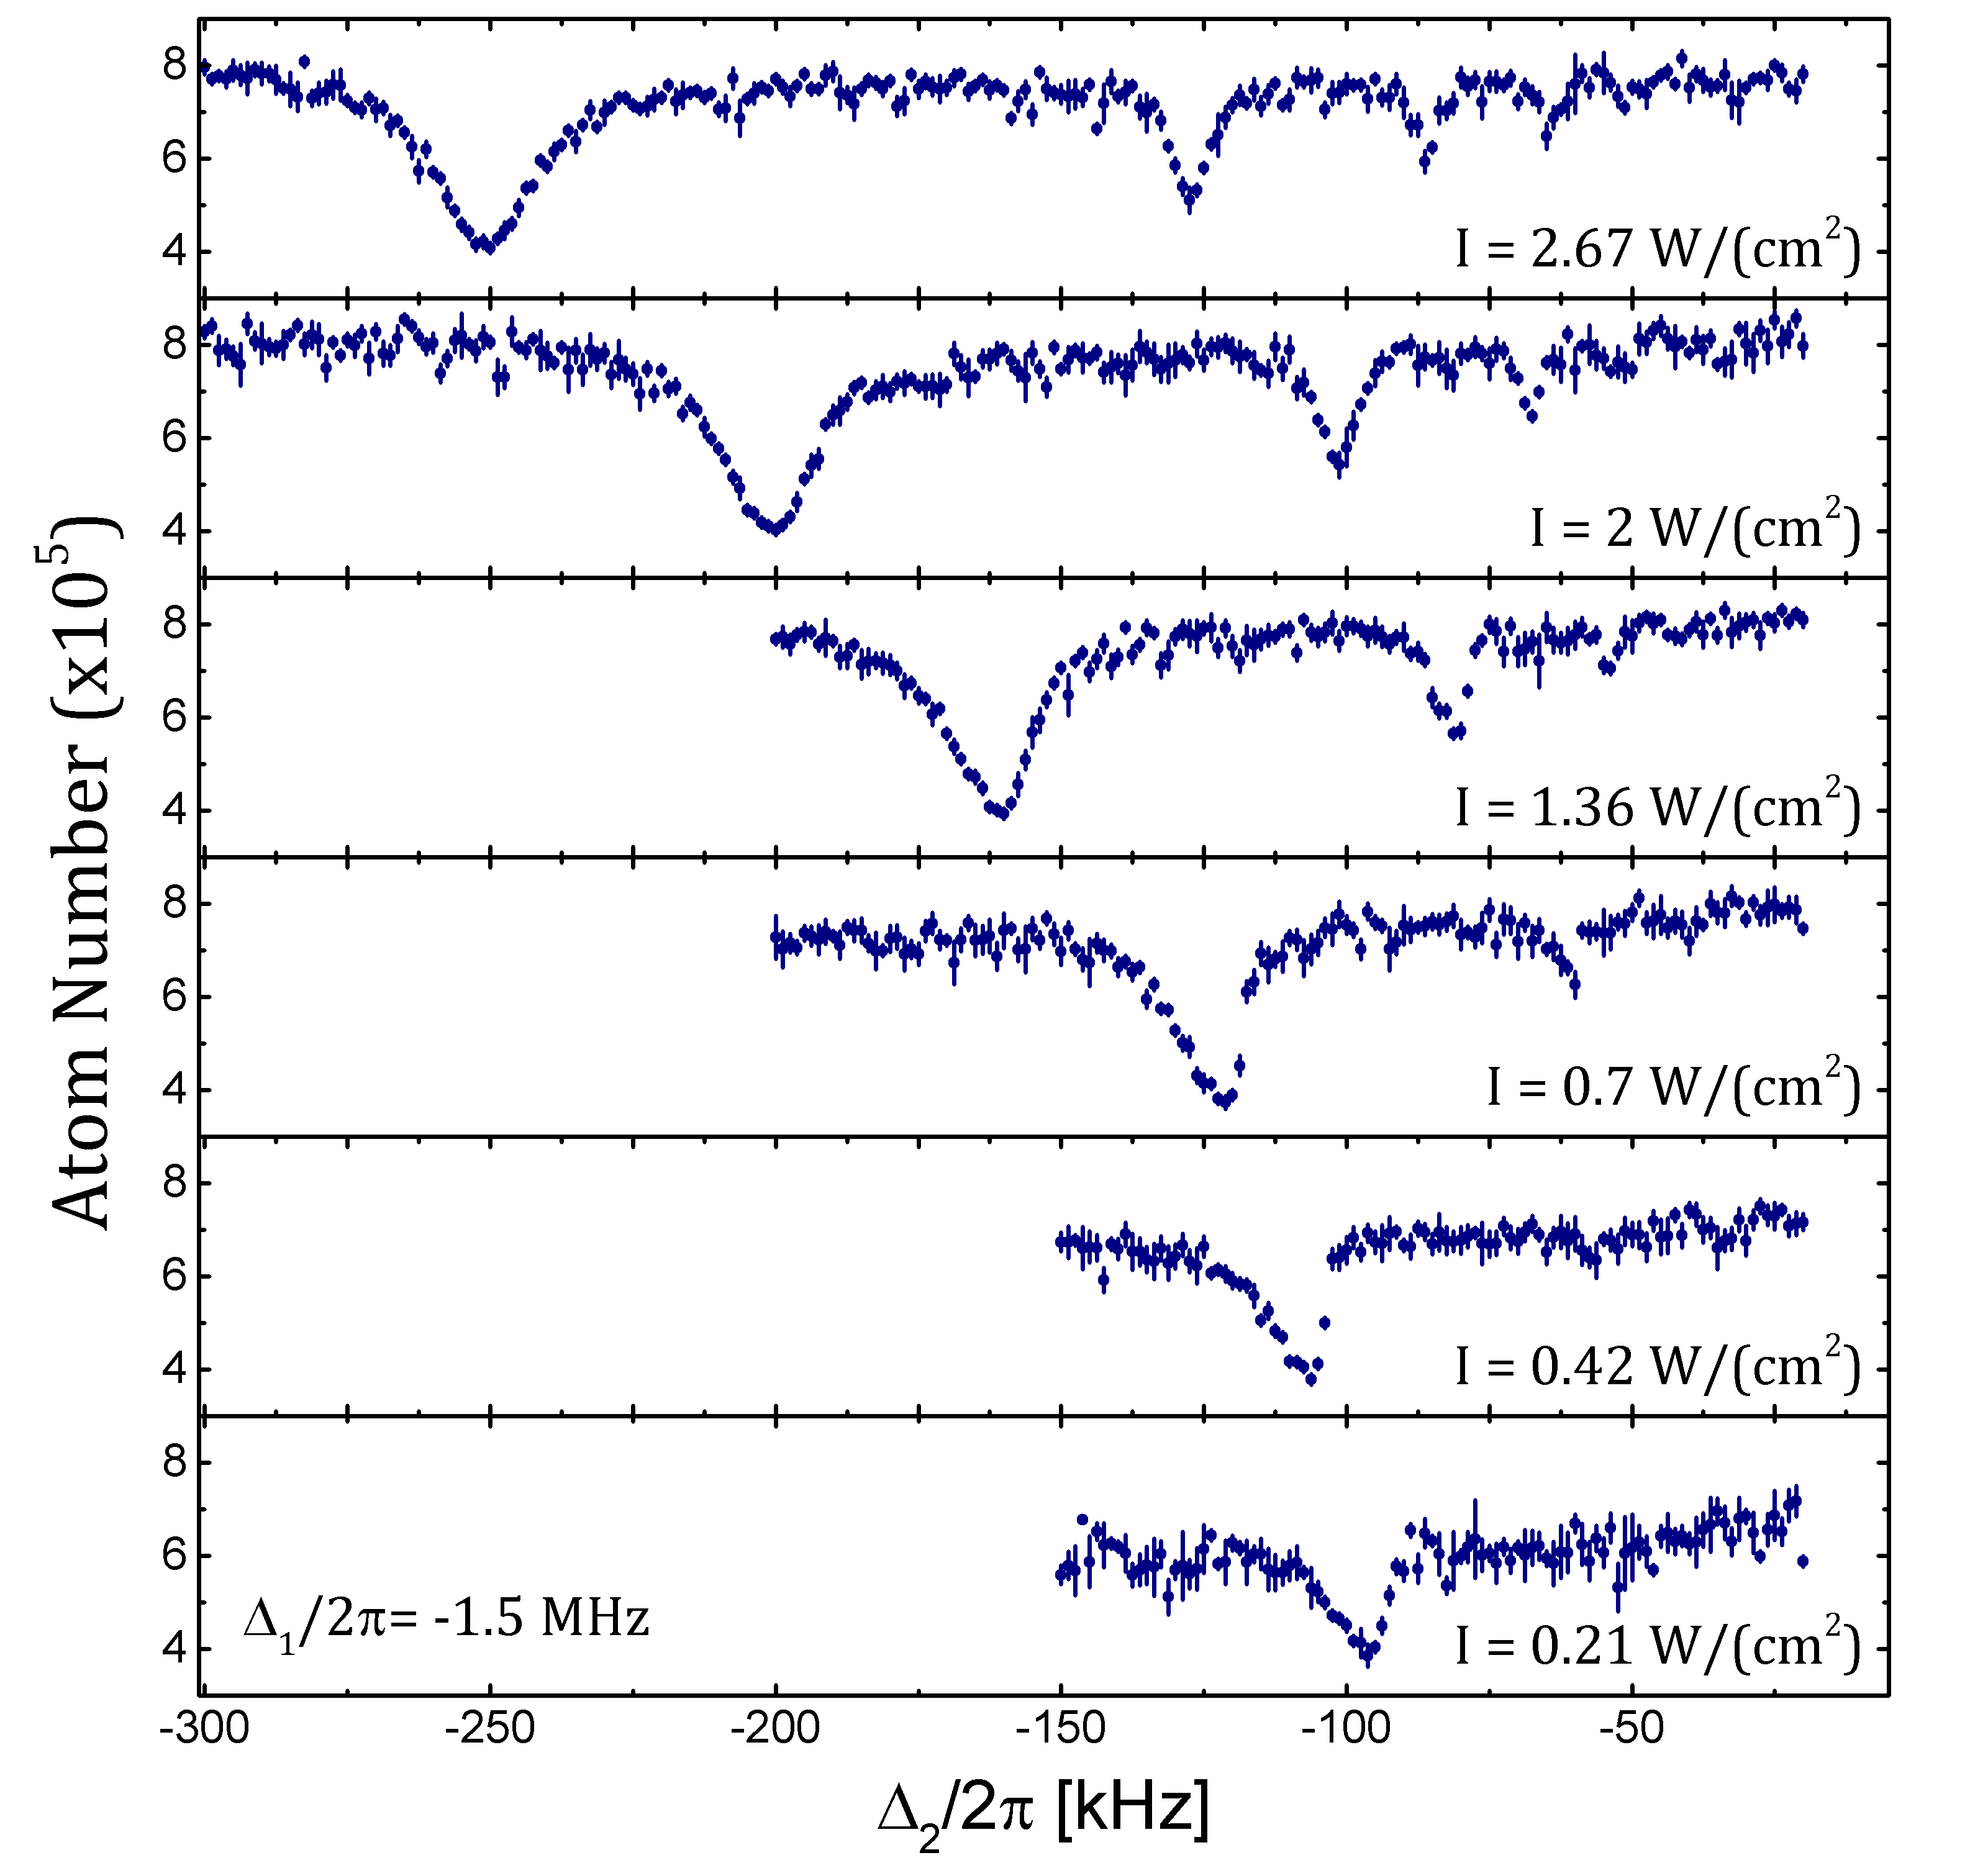 Atom Number (x10⁵)
8
6
4
I = 2.67 W/(cm²)
8
6
4
I = 2 W/(cm²)
8
6
4
I = 1.36 W/(cm²)
8
6
4
I = 0.7 W/(cm²)
8
6
4
I = 0.42 W/(cm²)
8
6
4
Δ₁/2π= -1.5 MHz
I = 0.21 W/(cm²)
-300 -250 -200 -150 -100 -50
Δ₂/2π [kHz]